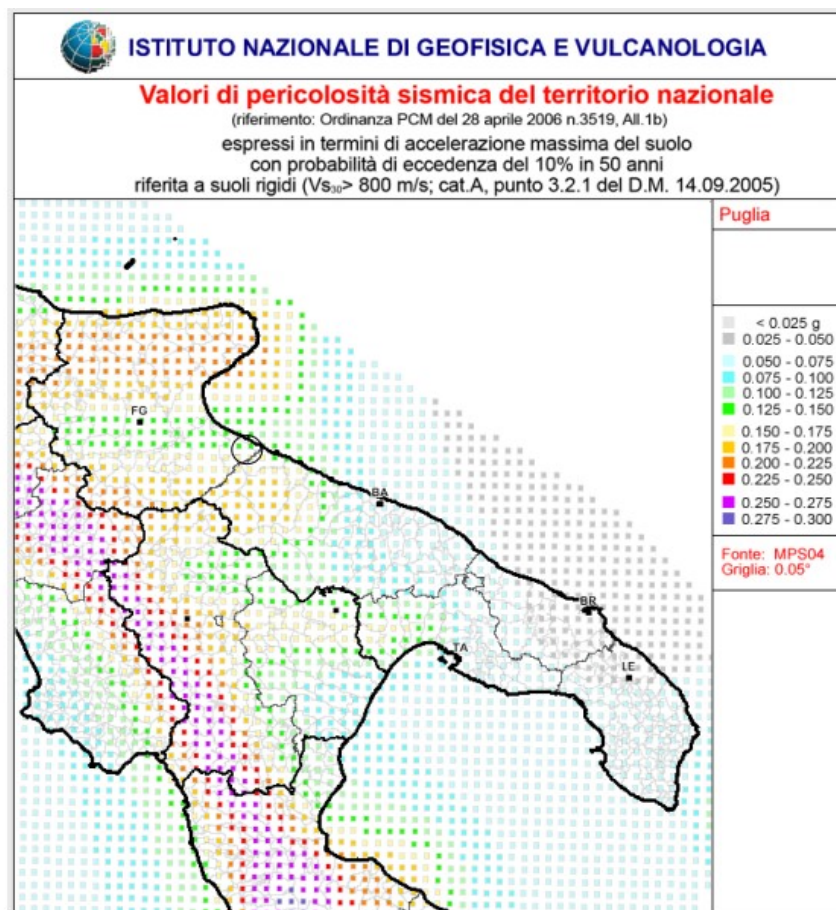 ISTITUTO NAZIONALE DI GEOFISICA E VULCANOLOGIA
Valori di pericolosità sismica del territorio nazionale
(riferimento: Ordinanza PCM del 28 aprile 2006 n.3519, All.1b)
espressi in termini di accelerazione massima del suolo
con probabilità di eccedenza del 10% in 50 anni
riferita a suoli rigidi (Vs₃₀> 800 m/s; cat.A, punto 3.2.1 del D.M. 14.09.2005)
Puglia
< 0.025 g
0.025 - 0.050
0.050 - 0.075
0.075 - 0.100
0.100 - 0.125
0.125 - 0.150
0.150 - 0.175
0.175 - 0.200
0.200 - 0.225
0.225 - 0.250
0.250 - 0.275
0.275 - 0.300
Fonte: MPS04
Griglia: 0.05°
FG
BA
BR
TA
LE